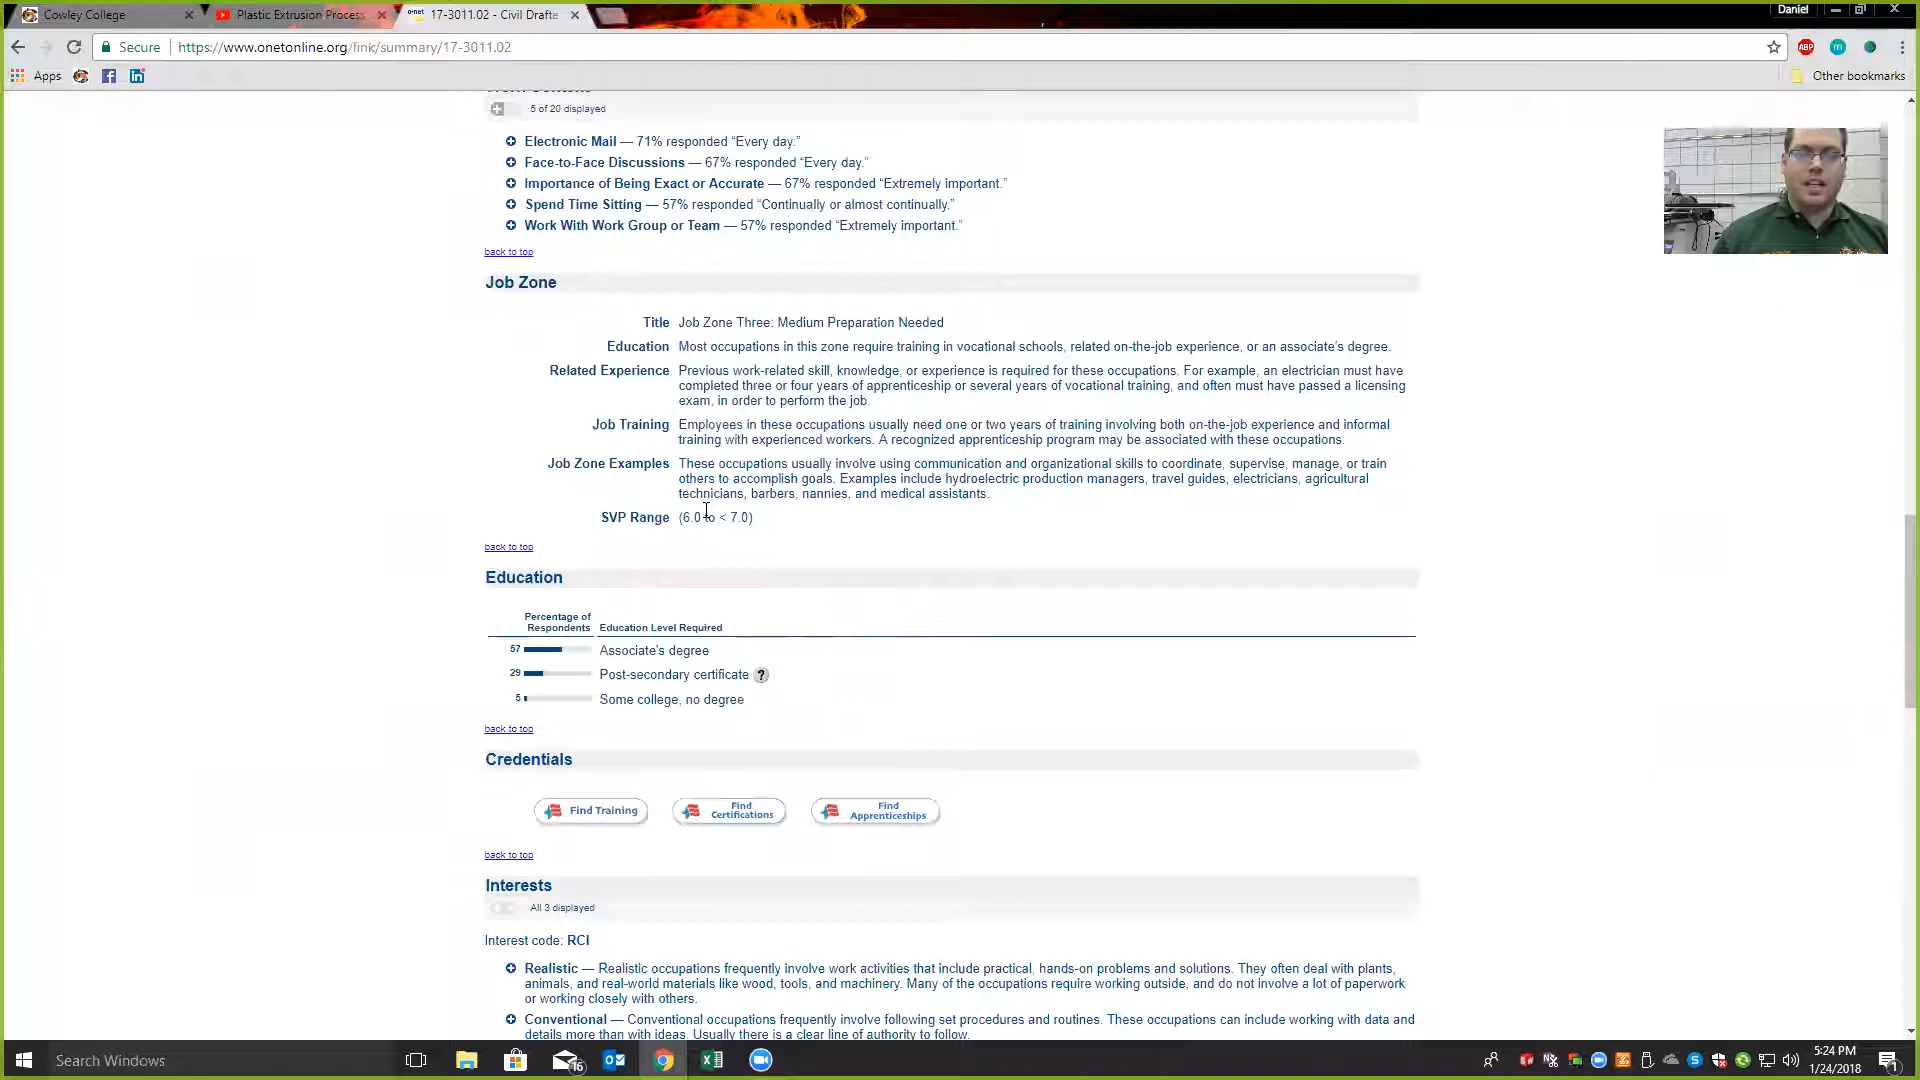 Cowley College
Plastic Extrusion Process
17-3011.02 - Civil Drafte
Daniel
Secure
https://www.onetonline.org/link/summary/17-3011.02
ABP
m
Apps
Other bookmarks
5 of 20 displayed
Electronic Mail — 71% responded “Every day.”
Face-to-Face Discussions — 67% responded “Every day.”
Importance of Being Exact or Accurate — 67% responded “Extremely important.”
Spend Time Sitting — 57% responded “Continually or almost continually.”
Work With Work Group or Team — 57% responded “Extremely important.”
back to top
Job Zone
Title Job Zone Three: Medium Preparation Needed
Education Most occupations in this zone require training in vocational schools, related on-the-job experience, or an associate's degree.
Related Experience Previous work-related skill, knowledge, or experience is required for these occupations. For example, an electrician must have
completed three or four years of apprenticeship or several years of vocational training, and often must have passed a licensing
exam, in order to perform the job.
Job Training Employees in these occupations usually need one or two years of training involving both on-the-job experience and informal
training with experienced workers. A recognized apprenticeship program may be associated with these occupations.
Job Zone Examples These occupations usually involve using communication and organizational skills to coordinate, supervise, manage, or train
others to accomplish goals. Examples include hydroelectric production managers, travel guides, electricians, agricultural
technicians, barbers, nannies, and medical assistants.
SVP Range (6.0 to < 7.0)
back to top
Education
Percentage of
Respondents Education Level Required
57 Associate's degree
29 Post-secondary certificate ?
5 Some college, no degree
back to top
Credentials
Find Training
Find
Certifications
Find
Apprenticeships
back to top
Interests
All 3 displayed
Interest code: RCI
Realistic — Realistic occupations frequently involve work activities that include practical, hands-on problems and solutions. They often deal with plants,
animals, and real-world materials like wood, tools, and machinery. Many of the occupations require working outside, and do not involve a lot of paperwork
or working closely with others.
Conventional — Conventional occupations frequently involve following set procedures and routines. These occupations can include working with data and
details more than with ideas. Usually there is a clear line of authority to follow.
Search Windows
16
5:24 PM
1/24/2018
1